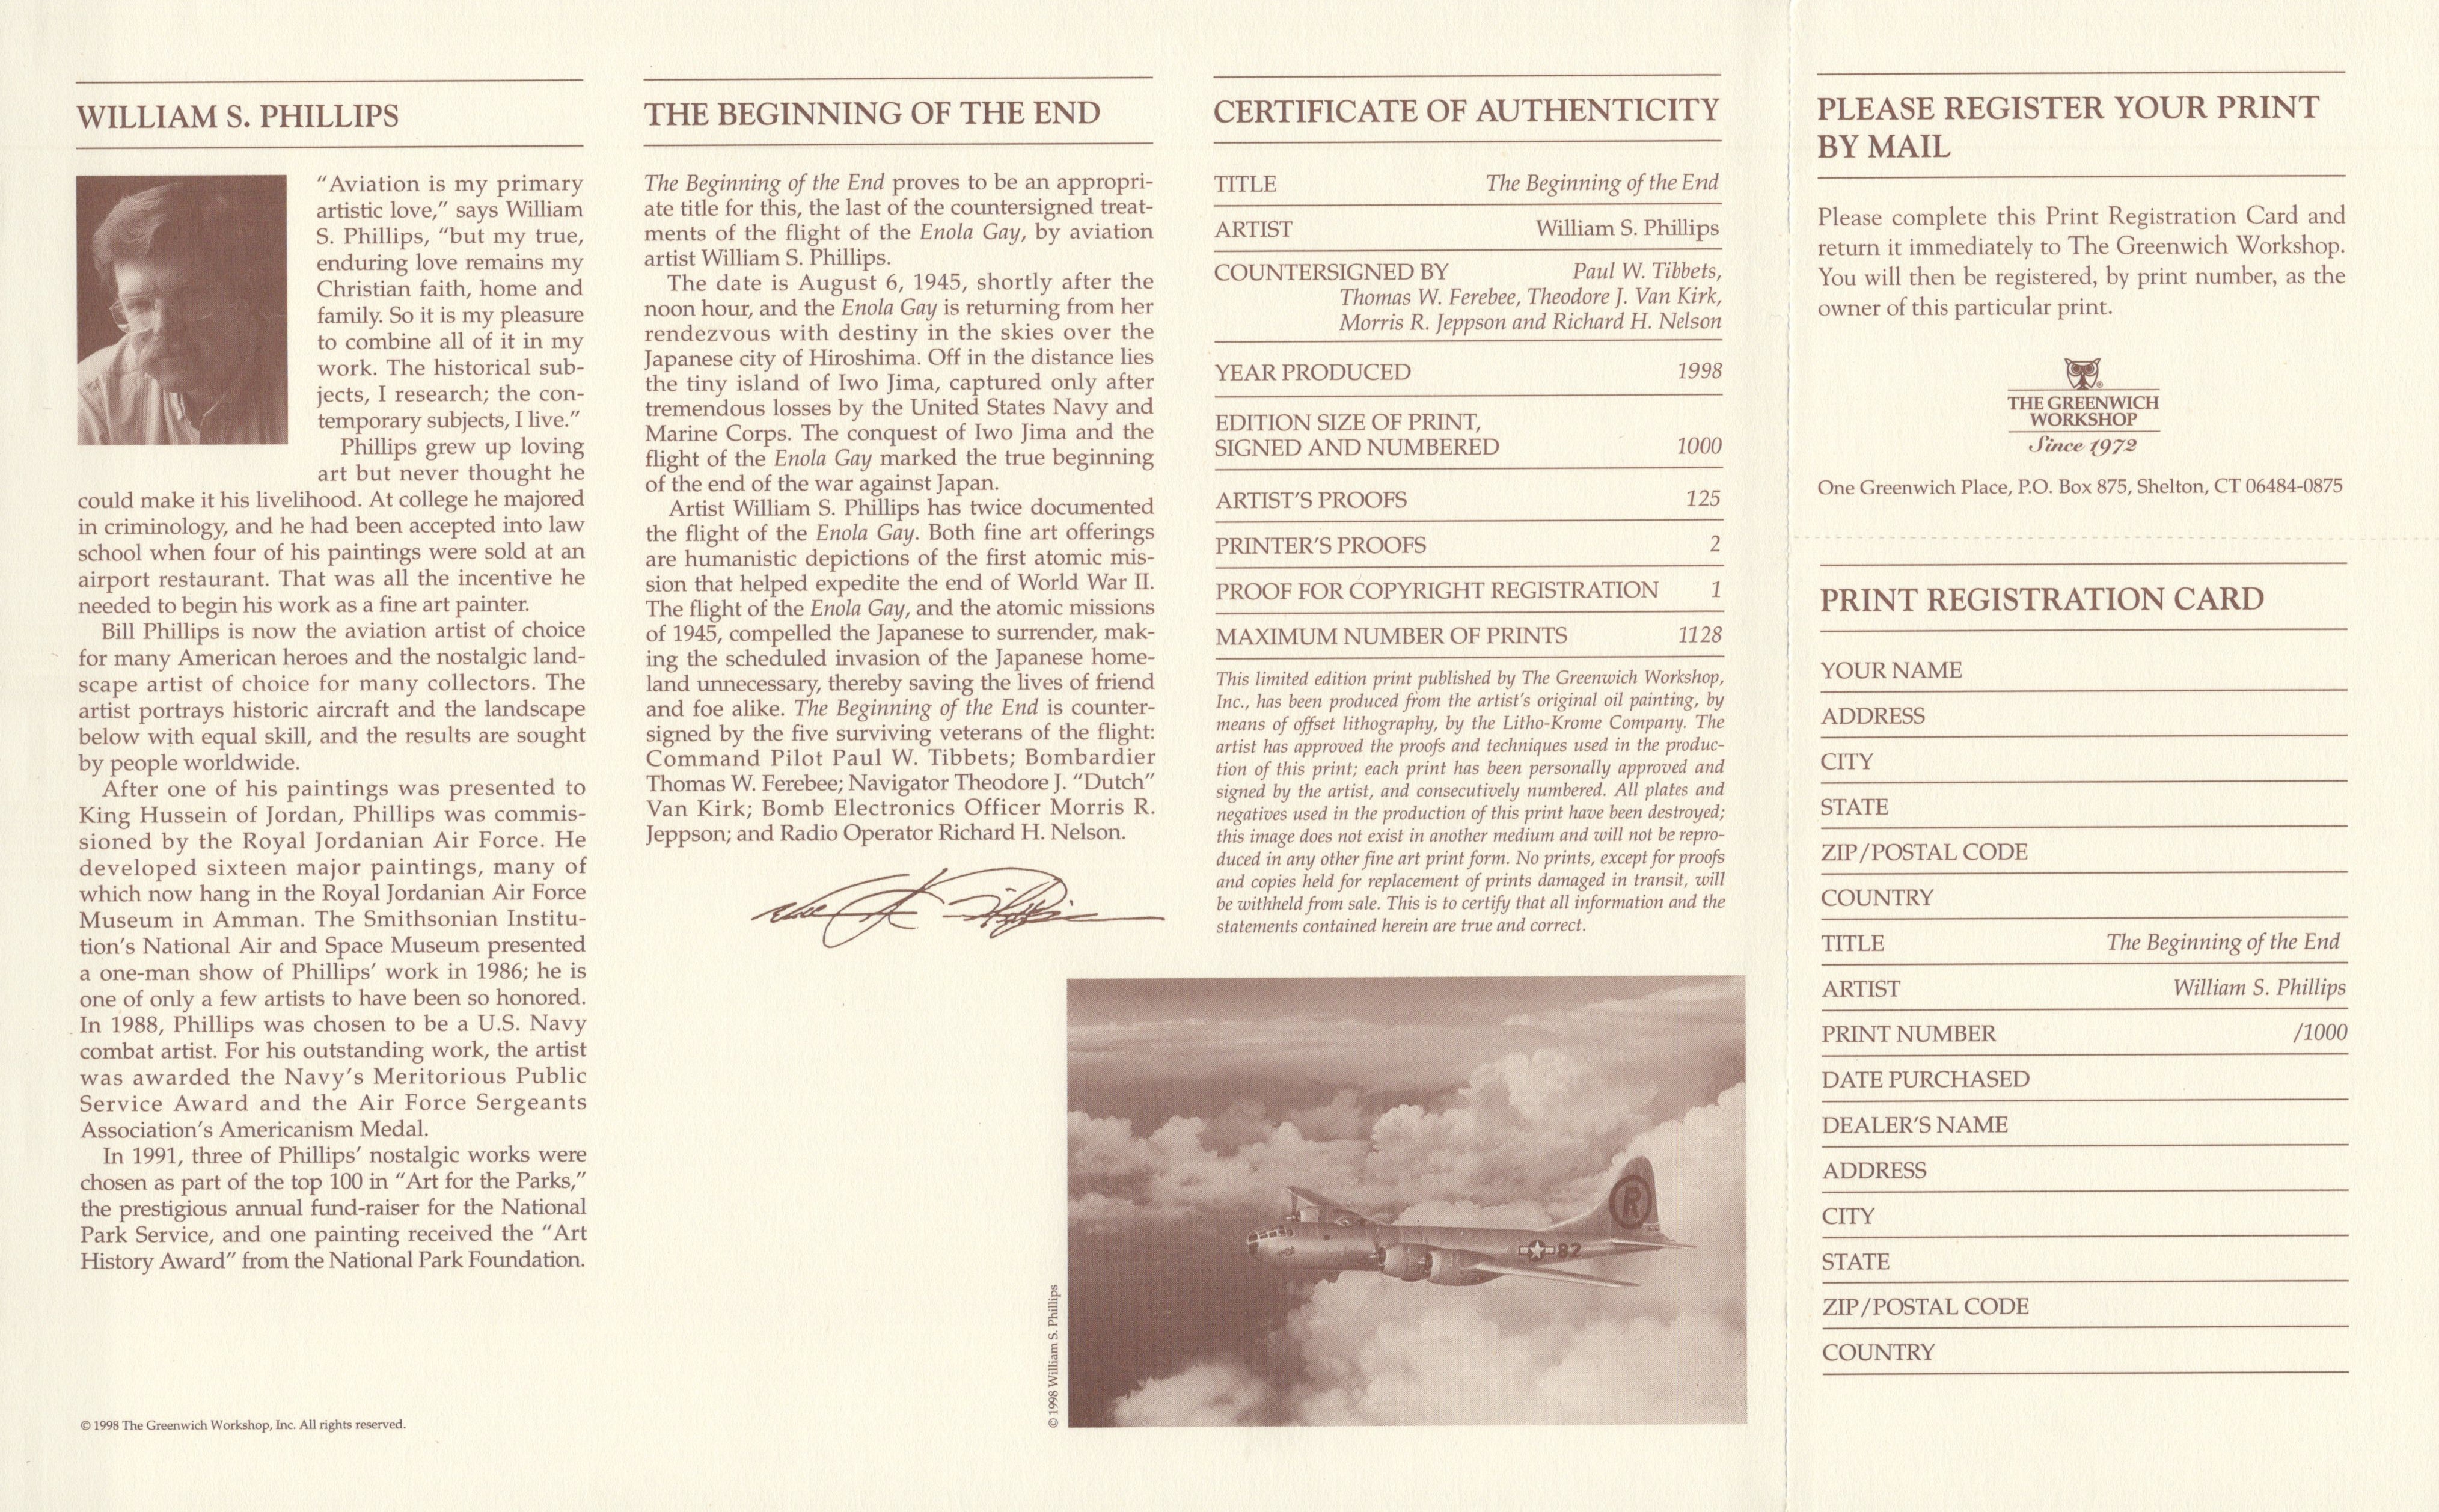 WILLIAM S. PHILLIPS
"Aviation is my primary
artistic love," says William
S. Phillips, "but my true,
enduring love remains my
Christian faith, home and
family. So it is my pleasure
to combine all of it in my
work. The historical sub-
jects, I research; the con-
temporary subjects, I live."
Phillips grew up loving
art but never thought he
could make it his livelihood. At college he majored
in criminology, and he had been accepted into law
school when four of his paintings were sold at an
airport restaurant. That was all the incentive he
needed to begin his work as a fine art painter.
Bill Phillips is now the aviation artist of choice
for many American heroes and the nostalgic land-
scape artist of choice for many collectors. The
artist portrays historic aircraft and the landscape
below with equal skill, and the results are sought
by people worldwide.
After one of his paintings was presented to
King Hussein of Jordan, Phillips was commis-
sioned by the Royal Jordanian Air Force. He
developed sixteen major paintings, many of
which now hang in the Royal Jordanian Air Force
Museum in Amman. The Smithsonian Institu-
tion's National Air and Space Museum presented
a one-man show of Phillips' work in 1986; he is
one of only a few artists to have been so honored.
In 1988, Phillips was chosen to be a U.S. Navy
combat artist. For his outstanding work, the artist
was awarded the Navy's Meritorious Public
Service Award and the Air Force Sergeants
Association's Americanism Medal.
In 1991, three of Phillips' nostalgic works were
chosen as part of the top 100 in "Art for the Parks,"
the prestigious annual fund-raiser for the National
Park Service, and one painting received the "Art
History Award" from the National Park Foundation.
© 1998 The Greenwich Workshop, Inc. All rights reserved.
THE BEGINNING OF THE END
The Beginning of the End proves to be an appropri-
ate title for this, the last of the countersigned treat-
ments of the flight of the Enola Gay, by aviation
artist William S. Phillips.
The date is August 6, 1945, shortly after the
noon hour, and the Enola Gay is returning from her
rendezvous with destiny in the skies over the
Japanese city of Hiroshima. Off in the distance lies
the tiny island of Iwo Jima, captured only after
tremendous losses by the United States Navy and
Marine Corps. The conquest of Iwo Jima and the
flight of the Enola Gay marked the true beginning
of the end of the war against Japan.
Artist William S. Phillips has twice documented
the flight of the Enola Gay. Both fine art offerings
are humanistic depictions of the first atomic mis-
sion that helped expedite the end of World War II.
The flight of the Enola Gay, and the atomic missions
of 1945, compelled the Japanese to surrender, mak-
ing the scheduled invasion of the Japanese home-
land unnecessary, thereby saving the lives of friend
and foe alike. The Beginning of the End is counter-
signed by the five surviving veterans of the flight:
Command Pilot Paul W. Tibbets; Bombardier
Thomas W. Ferebee; Navigator Theodore J. "Dutch"
Van Kirk; Bomb Electronics Officer Morris R.
Jeppson; and Radio Operator Richard H. Nelson.
CERTIFICATE OF AUTHENTICITY
TITLE The Beginning of the End
ARTIST William S. Phillips
COUNTERSIGNED BY Paul W. Tibbets,
Thomas W. Ferebee, Theodore J. Van Kirk,
Morris R. Jeppson and Richard H. Nelson
YEAR PRODUCED 1998
EDITION SIZE OF PRINT,
SIGNED AND NUMBERED 1000
ARTIST'S PROOFS 125
PRINTER'S PROOFS 2
PROOF FOR COPYRIGHT REGISTRATION 1
MAXIMUM NUMBER OF PRINTS 1128
This limited edition print published by The Greenwich Workshop,
Inc., has been produced from the artist's original oil painting, by
means of offset lithography, by the Litho-Krome Company. The
artist has approved the proofs and techniques used in the produc-
tion of this print; each print has been personally approved and
signed by the artist, and consecutively numbered. All plates and
negatives used in the production of this print have been destroyed;
this image does not exist in another medium and will not be repro-
duced in any other fine art print form. No prints, except for proofs
and copies held for replacement of prints damaged in transit, will
be withheld from sale. This is to certify that all information and the
statements contained herein are true and correct.
© 1998 William S. Phillips
R
82
PLEASE REGISTER YOUR PRINT
BY MAIL
Please complete this Print Registration Card and
return it immediately to The Greenwich Workshop.
You will then be registered, by print number, as the
owner of this particular print.
THE GREENWICH
WORKSHOP
Since 1972
One Greenwich Place, P.O. Box 875, Shelton, CT 06484-0875
PRINT REGISTRATION CARD
YOUR NAME
ADDRESS
CITY
STATE
ZIP/POSTAL CODE
COUNTRY
TITLE The Beginning of the End
ARTIST William S. Phillips
PRINT NUMBER /1000
DATE PURCHASED
DEALER'S NAME
ADDRESS
CITY
STATE
ZIP/POSTAL CODE
COUNTRY